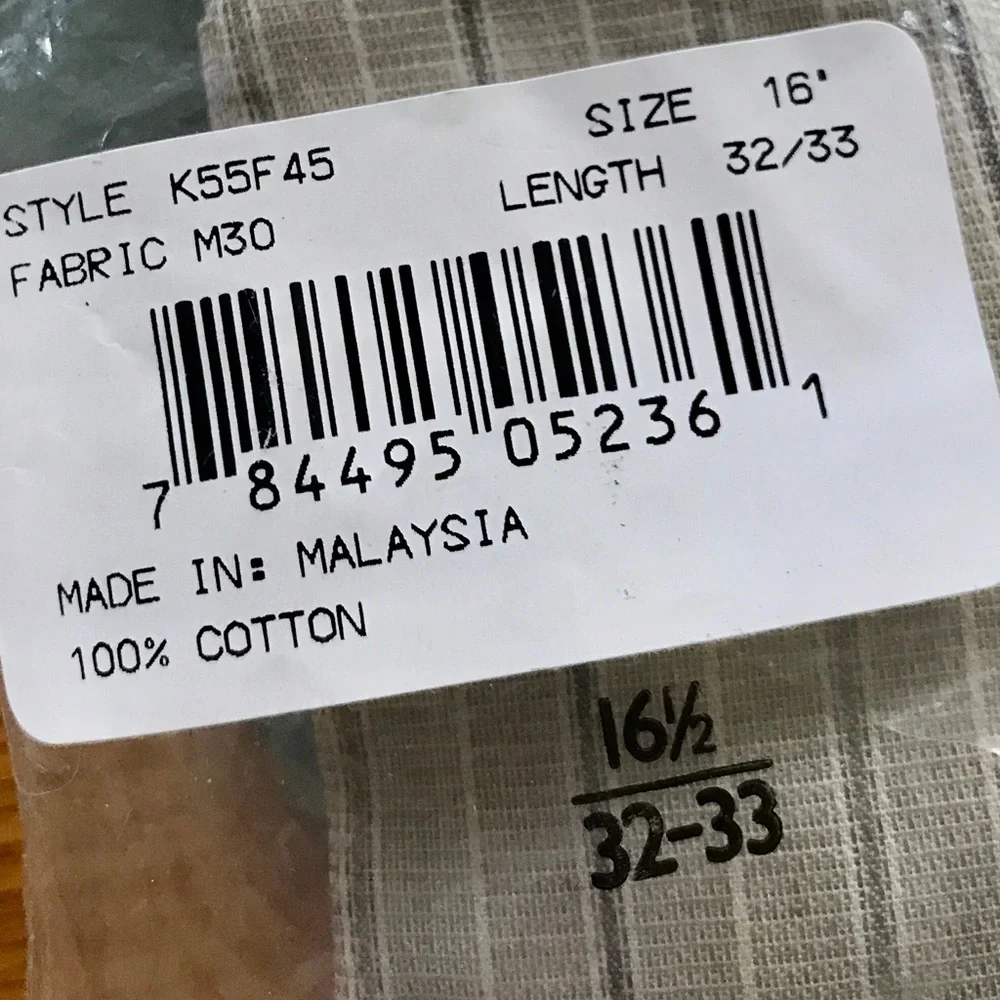 STYLE K55F45
FABRIC M30
SIZE 16'
LENGTH 32/33
7 84495 05236 1
MADE IN: MALAYSIA
100% COTTON
16½
32-33